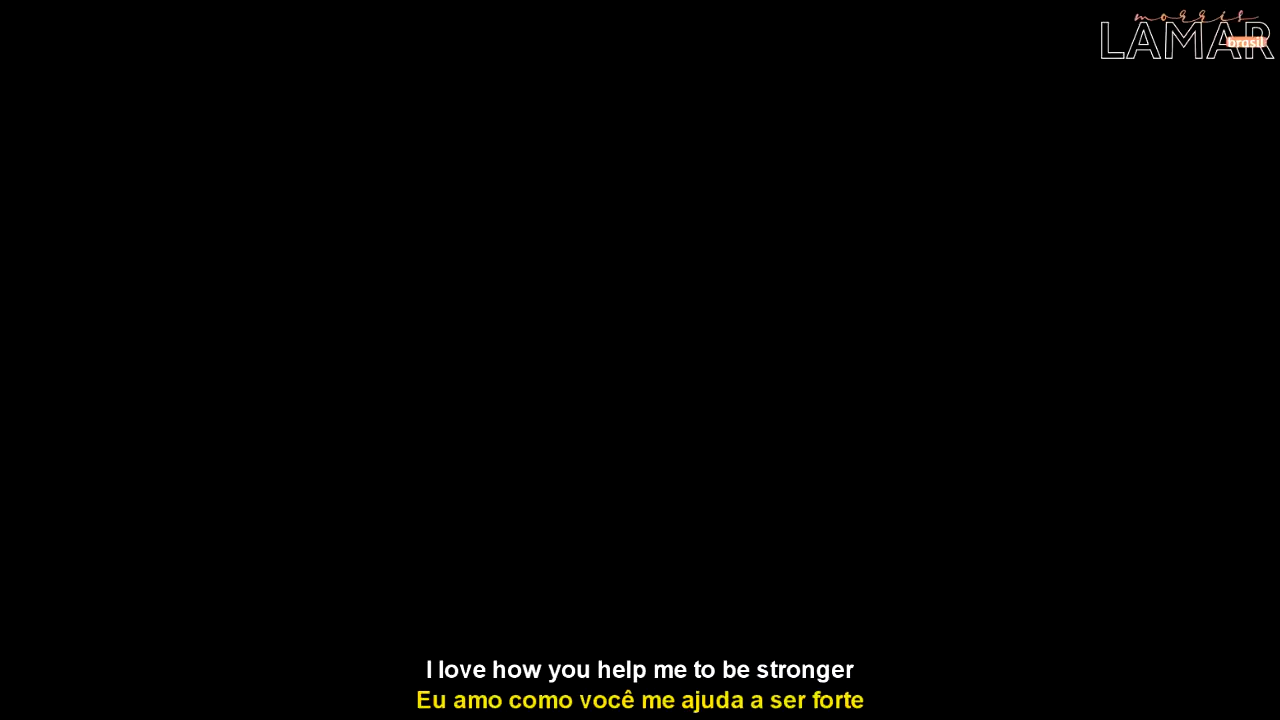 morris
LAMAR
brasil
I love how you help me to be stronger
Eu amo como você me ajuda a ser forte